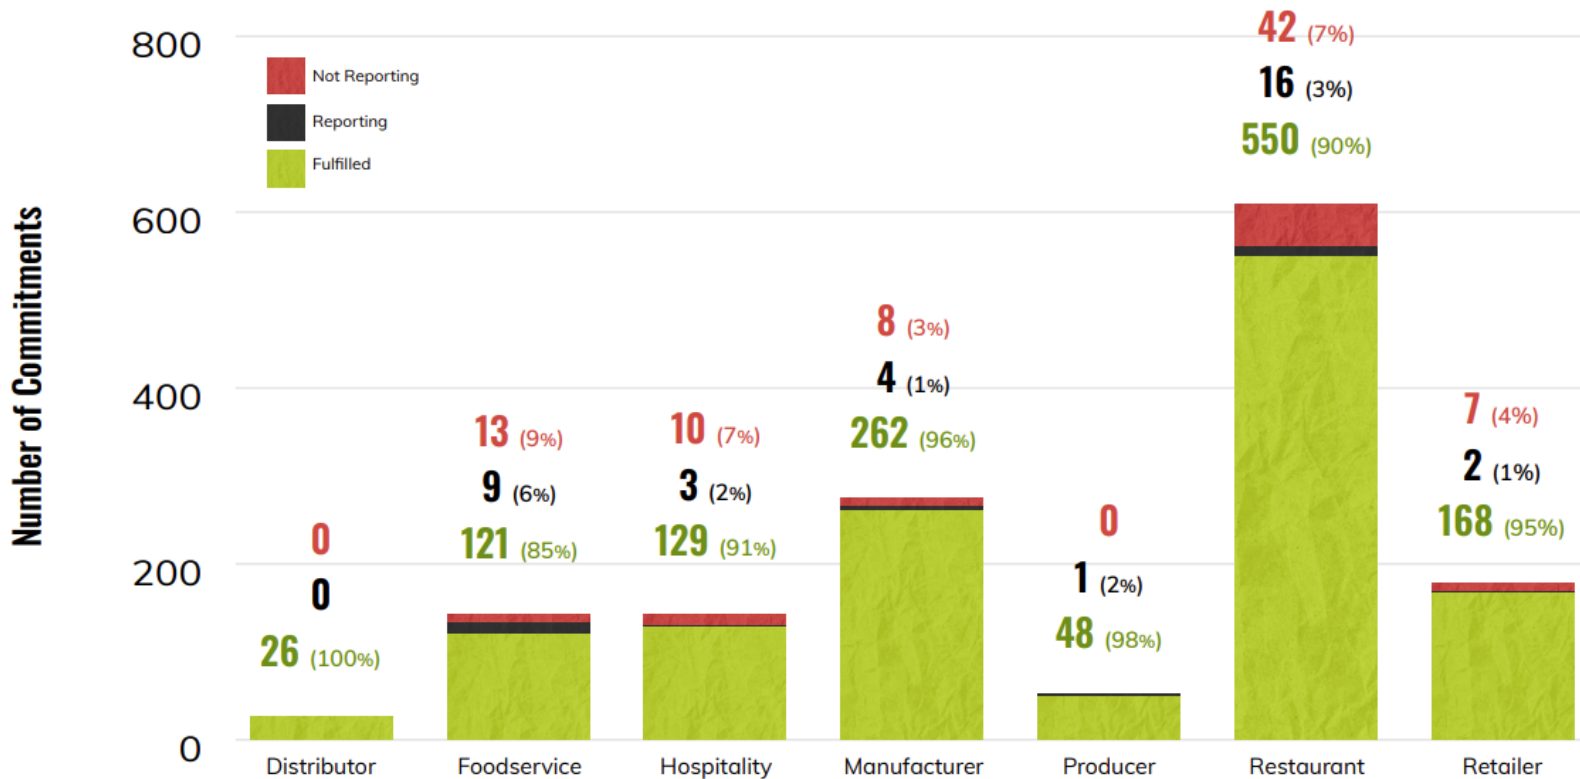 Number of Commitments
800
600
400
200
0
Not Reporting
Reporting
Fulfilled
0
0
26 (100%)
Distributor
13 (9%)
9 (6%)
121 (85%)
Foodservice
10 (7%)
3 (2%)
129 (91%)
Hospitality
8 (3%)
4 (1%)
262 (96%)
Manufacturer
0
1 (2%)
48 (98%)
Producer
42 (7%)
16 (3%)
550 (90%)
Restaurant
7 (4%)
2 (1%)
168 (95%)
Retailer